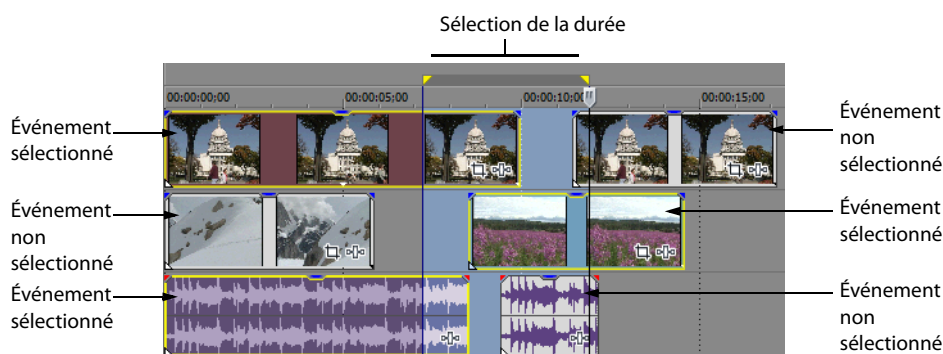 Sélection de la durée
00:00:00;00 00:00:05;00 00:00:10;00 00:00:15;00
Événement
sélectionné
Événement
non
sélectionné
Événement
non
sélectionné
Événement
sélectionné
Événement
sélectionné
Événement
non
sélectionné